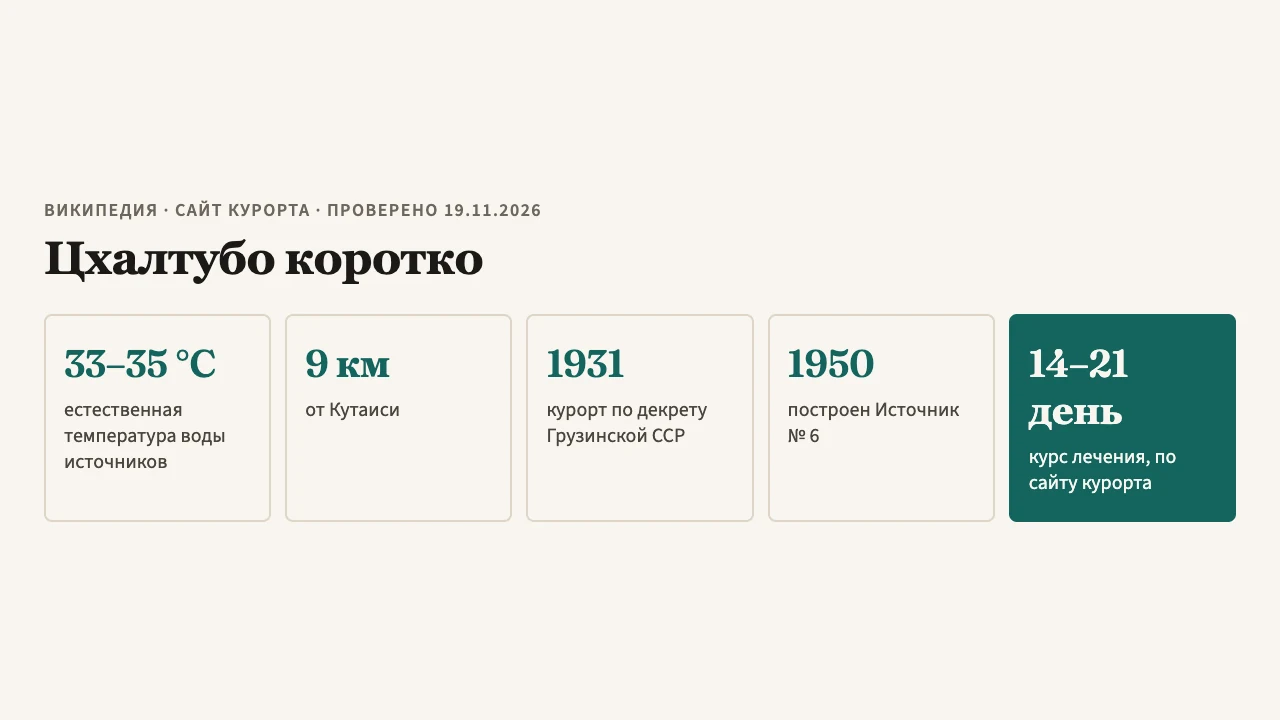 ВИКИПЕДИЯ · САЙТ КУРОРТА · ПРОВЕРЕНО 19.11.2026
Цхалтубо коротко
33–35 °C
естественная
температура воды
источников
9 км
от Кутаиси
1931
курорт по декрету
Грузинской ССР
1950
построен Источник
№ 6
14–21
день
курс лечения, по
сайту курорта